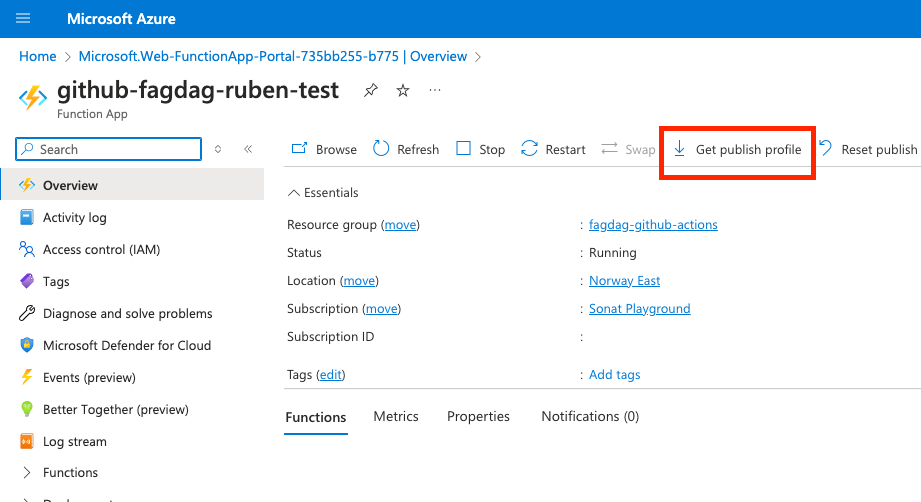 Microsoft Azure
Home > Microsoft.Web-FunctionApp-Portal-735bb255-b775 | Overview >
github-fagdag-ruben-test
Function App
Search
Browse Refresh Stop Restart Swap Get publish profile Reset publish
Overview
Activity log
Access control (IAM)
Tags
Diagnose and solve problems
Microsoft Defender for Cloud
Events (preview)
Better Together (preview)
Log stream
Functions
Essentials
Resource group (move) : fagdag-github-actions
Status : Running
Location (move) : Norway East
Subscription (move) : Sonat Playground
Subscription ID :
Tags (edit) : Add tags
Functions Metrics Properties Notifications (0)